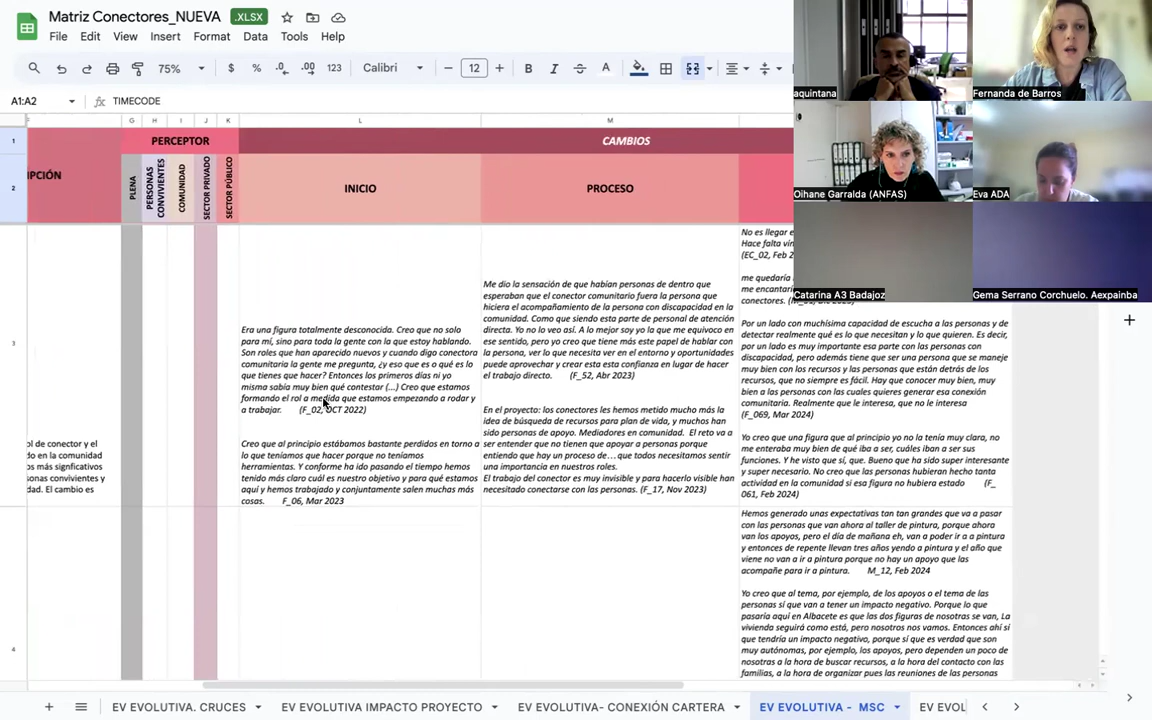 Matriz Conectores_NUEVA .XLSX
File Edit View Insert Format Data Tools Help
75% $ % .0 .00 123 Calibri 12 B I S A
A1:A2 fx TIMECODE
G H I J K L M
1 PERCEPTOR CAMBIOS
2 IPCIÓN PLENA PERSONAS CONVIVIENTES COMUNIDAD SECTOR PRIVADO SECTOR PÚBLICO INICIO PROCESO
3
ol de conector y el
do en la comunidad
os más signficativos
sonas convivientes y
dad. El cambio es
Era una figura totalmente desconocida. Creo que no solo
para mí, sino para toda la gente con la que estoy hablando.
Son roles que han aparecido nuevos y cuando digo conectora
comunitaria la gente me pregunta, ¿y eso que es o qué es lo
que tienes que hacer? Entonces los primeros días ni yo
misma sabía muy bien qué contestar (...) Creo que estamos
formando el rol a medida que estamos empezando a rodar y
a trabajar. (F_02, OCT 2022)
Creo que al principio estábamos bastante perdidos en torno a
lo que teníamos que hacer porque no teníamos
herramientas. Y conforme ha ido pasando el tiempo hemos
tenido más claro cuál es nuestro objetivo y para qué estamos
aquí y hemos trabajado y conjuntamente salen muchas más
cosas. F_06, Mar 2023
Me dio la sensación de que habían personas de dentro que
esperaban que el conector comunitario fuera la persona que
hiciera el acompañamiento de la persona con discapacidad en la
comunidad. Como que siendo esta parte de personal de atención
directa. Yo no lo veo así. A lo mejor soy yo la que me equivoco en
ese sentido, pero yo creo que tiene más este papel de hablar con
la persona, ver lo que necesita ver en el entorno y oportunidades
puede aprovechar y crear esta esta confianza en lugar de hacer
el trabajo directo. (F_52, Abr 2023)
En el proyecto: los conectores les hemos metido mucho más la
idea de búsqueda de recursos para plan de vida, y muchos han
sido personas de apoyo. Mediadores en comunidad. El reto va a
ser entender que no tienen que apoyar a personas porque
entiendo que hay un proceso de... que todos necesitamos sentir
una importancia en nuestros roles.
El trabajo del conector es muy invisible y para hacerlo visible han
necesitado conectarse con las personas. (F_17, Nov 2023)
No es llegar e
Hace falta vín
(EC_02, Feb 2
me quedaría
me encantarí
conectores.
Por un lado con muchísima capacidad de escucha a las personas y de
detectar realmente qué es lo que necesitan y lo que quieren. Es decir,
por un lado es muy importante esa parte con las personas con
discapacidad, pero además tiene que ser una persona que se maneje
muy bien con los recursos y las personas que están detrás de los
recursos, que no siempre es fácil. Hay que conocer muy bien, muy
bien a las personas con las cuales quieres generar esa conexión
comunitaria. Realmente que le interesa, que no le interesa
(F_069, Mar 2024)
Yo creo que una figura que al principio yo no la tenía muy clara, no
me enteraba muy bien de qué iba a ser, cuáles iban a ser sus
funciones. Y he visto que sí, que. Bueno que ha sido super interesante
y super necesario. No creo que las personas hubieran hecho tanta
actividad en la comunidad si esa figura no hubiera estado (F_
061, Feb 2024)
4
Hemos generado unas expectativas tan tan grandes que va a pasar
con las personas que van ahora al taller de pintura, porque ahora
van los apoyos, pero el día de mañana eh, van a poder ir a a pintura
y entonces de repente llevan tres años yendo a pintura y el año que
viene no van a ir a pintura porque no hay un apoyo que las
acompañe para ir a pintura. M_12, Feb 2024
Yo creo que al tema, por ejemplo, de los apoyos o el tema de las
personas sí que van a tener un impacto negativo. Porque lo que
pasaría aquí en Albacete es que las dos figuras de nosotras se van, La
vivienda seguirá como está, pero nosotros nos vamos. Entonces ahí sí
que tendría un impacto negativo, porque sí que es verdad que son
muy autónomas, por ejemplo, los apoyos, pero dependen un poco de
nosotras a la hora de buscar recursos, a la hora del contacto con las
familias, a la hora de organizar pues las reuniones de las personas
aquintana
Fernanda de Barros
Oihane Garralda (ANFAS)
Eva ADA
Catarina A3 Badajoz
Gema Serrano Corchuelo. Aexpainba
EV EVOLUTIVA. CRUCES EV EVOLUTIVA IMPACTO PROYECTO EV EVOLUTIVA- CONEXIÓN CARTERA EV EVOLUTIVA - MSC EV EVOL